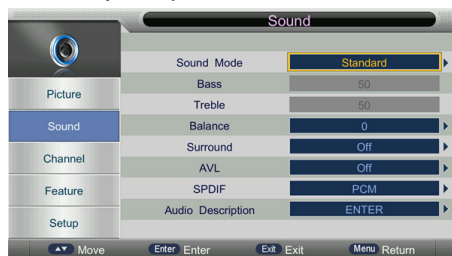 Sound
Sound Mode Standard
Bass 50
Treble 50
Balance 0
Surround Off
AVL Off
SPDIF PCM
Audio Description ENTER
Picture
Sound
Channel
Feature
Setup
Move Enter Enter Exit Exit Menu Return